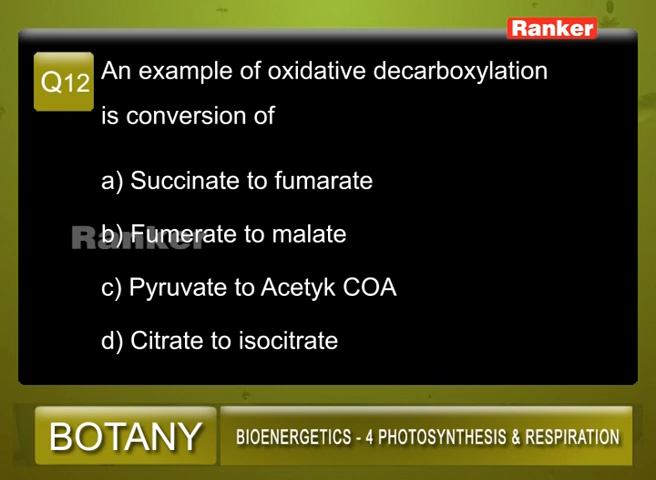 Ranker
Q12
An example of oxidative decarboxylation
is conversion of
a) Succinate to fumarate
b) Fumerate to malate
Ranker
c) Pyruvate to Acetyk COA
d) Citrate to isocitrate
BOTANY
BIOENERGETICS - 4 PHOTOSYNTHESIS & RESPIRATION